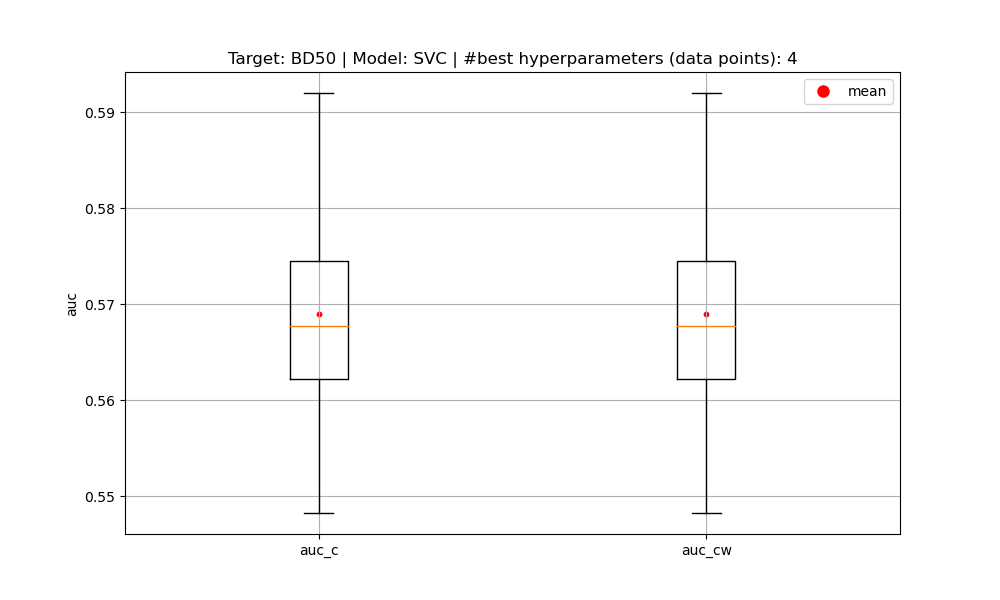 Target: BD50 | Model: SVC | #best hyperparameters (data points): 4
mean
0.59
0.58
0.57
0.56
0.55
auc
auc_c
auc_cw